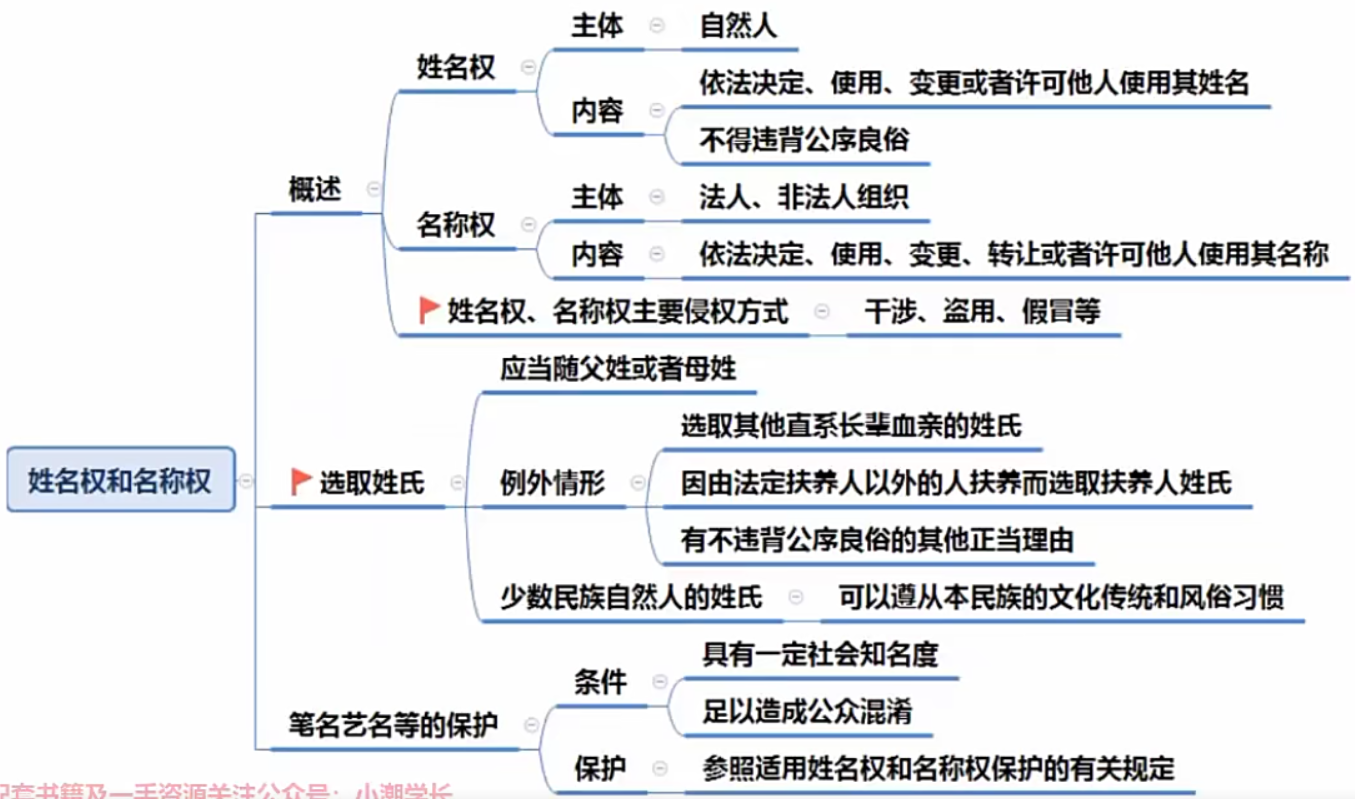 姓名权和名称权
概述
姓名权
主体
自然人
内容
依法决定、使用、变更或者许可他人使用其姓名
不得违背公序良俗
名称权
主体
法人、非法人组织
内容
依法决定、使用、变更、转让或者许可他人使用其名称
姓名权、名称权主要侵权方式
干涉、盗用、假冒等
选取姓氏
应当随父姓或者母姓
例外情形
选取其他直系长辈血亲的姓氏
因由法定扶养人以外的人扶养而选取扶养人姓氏
有不违背公序良俗的其他正当理由
少数民族自然人的姓氏
可以遵从本民族的文化传统和风俗习惯
笔名艺名等的保护
条件
具有一定社会知名度
足以造成公众混淆
保护
参照适用姓名权和名称权保护的有关规定
配套书籍及一手资源关注公众号：小潮学长